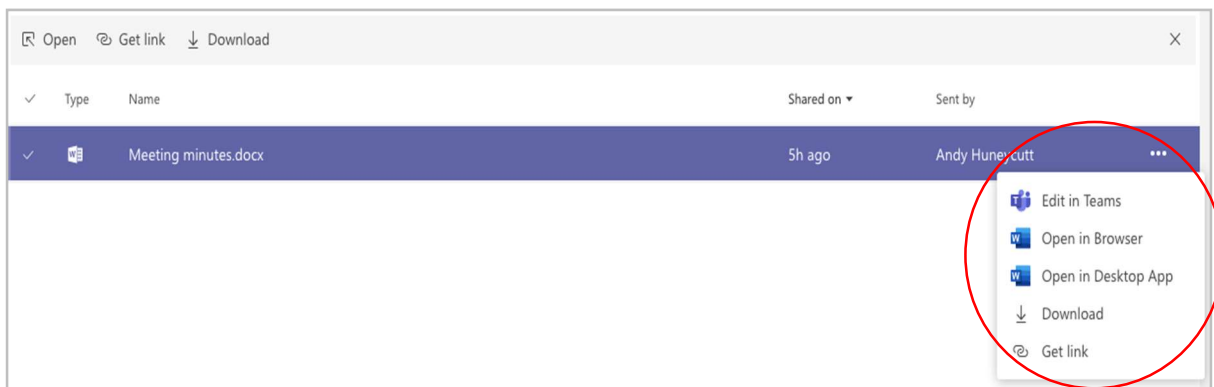 Open Get link Download
Type Name Shared on Sent by
Meeting minutes.docx 5h ago Andy Huneycutt
Edit in Teams
Open in Browser
Open in Desktop App
Download
Get link